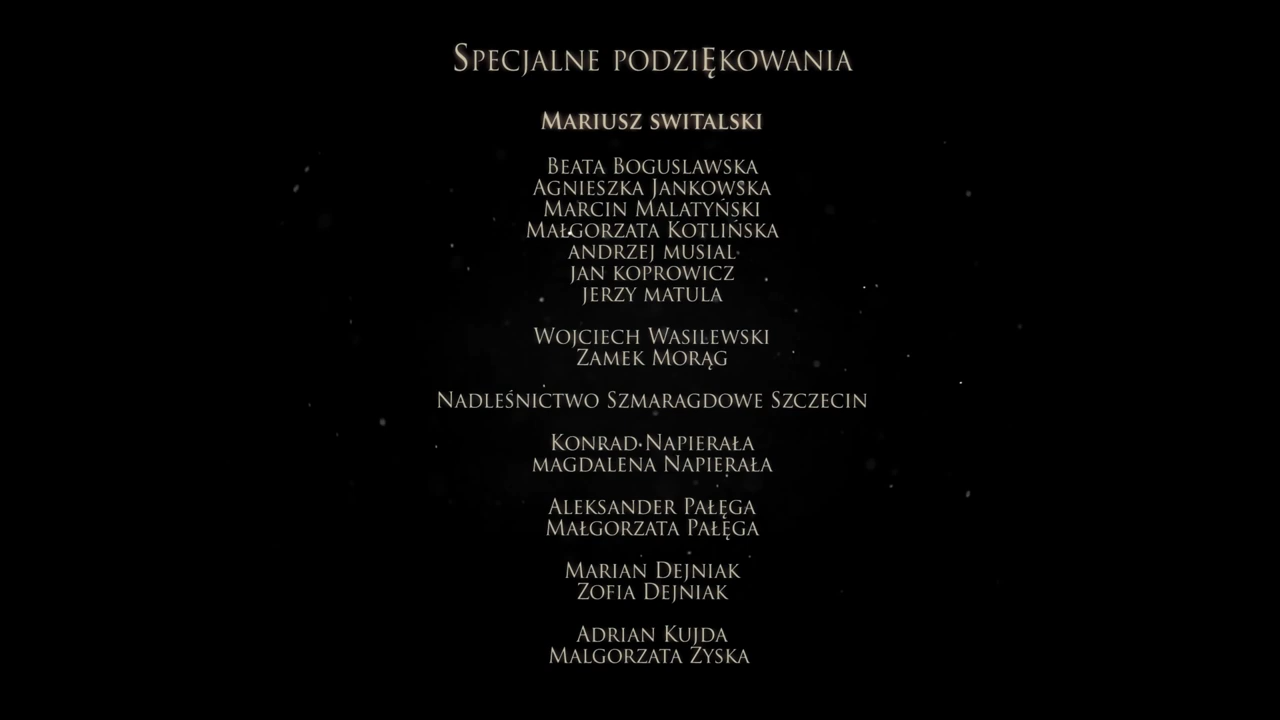 Specjalne podziękowania
Mariusz switalski
Beata Boguslawska
Agnieszka Jankowska
Marcin Malatyński
Małgorzata Kotlińska
andrzej musial
jan koprowicz
jerzy matula
Wojciech Wasilewski
Zamek Morąg
Nadleśnictwo Szmaragdowe Szczecin
Konrad Napierała
magdalena Napierała
Aleksander Pałęga
Małgorzata Pałęga
Marian Dejniak
Zofia Dejniak
Adrian Kujda
Malgorzata Zyska